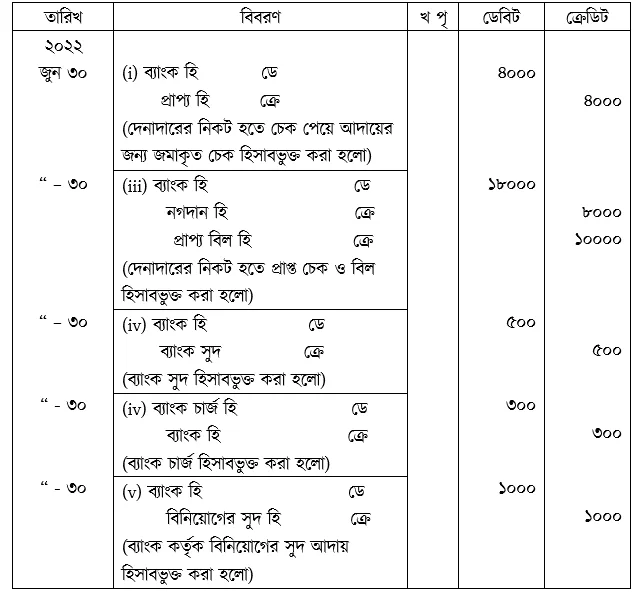 তারিখ বিবরণ খ পৃ ডেবিট ক্রেডিট
২০২২
জুন ৩০ (i) ব্যাংক হি ডে ৪০০০
প্রাপ্য হি ক্রে ৪০০০
(দেনাদারের নিকট হতে চেক পেয়ে আদায়ের
জন্য জমাকৃত চেক হিসাবভুক্ত করা হলো)
“ – ৩০ (iii) ব্যাংক হি ডে ১৮০০০
নগদান হি ক্রে ৮০০০
প্রাপ্য বিল হি ক্রে ১০০০০
(দেনাদারের নিকট হতে প্রাপ্ত চেক ও বিল
হিসাবভুক্ত করা হলো)
“ – ৩০ (iv) ব্যাংক হি ডে ৫০০
ব্যাংক সুদ ক্রে ৫০০
(ব্যাংক সুদ হিসাবভুক্ত করা হলো)
“ - ৩০ (iv) ব্যাংক চার্জ হি ডে ৩০০
ব্যাংক হি ক্রে ৩০০
(ব্যাংক চার্জ হিসাবভুক্ত করা হলো)
“ - ৩০ (v) ব্যাংক হি ডে ১০০০
বিনিয়োগের সুদ হি ক্রে ১০০০
(ব্যাংক কর্তৃক বিনিয়োগের সুদ আদায়
হিসাবভুক্ত করা হলো)